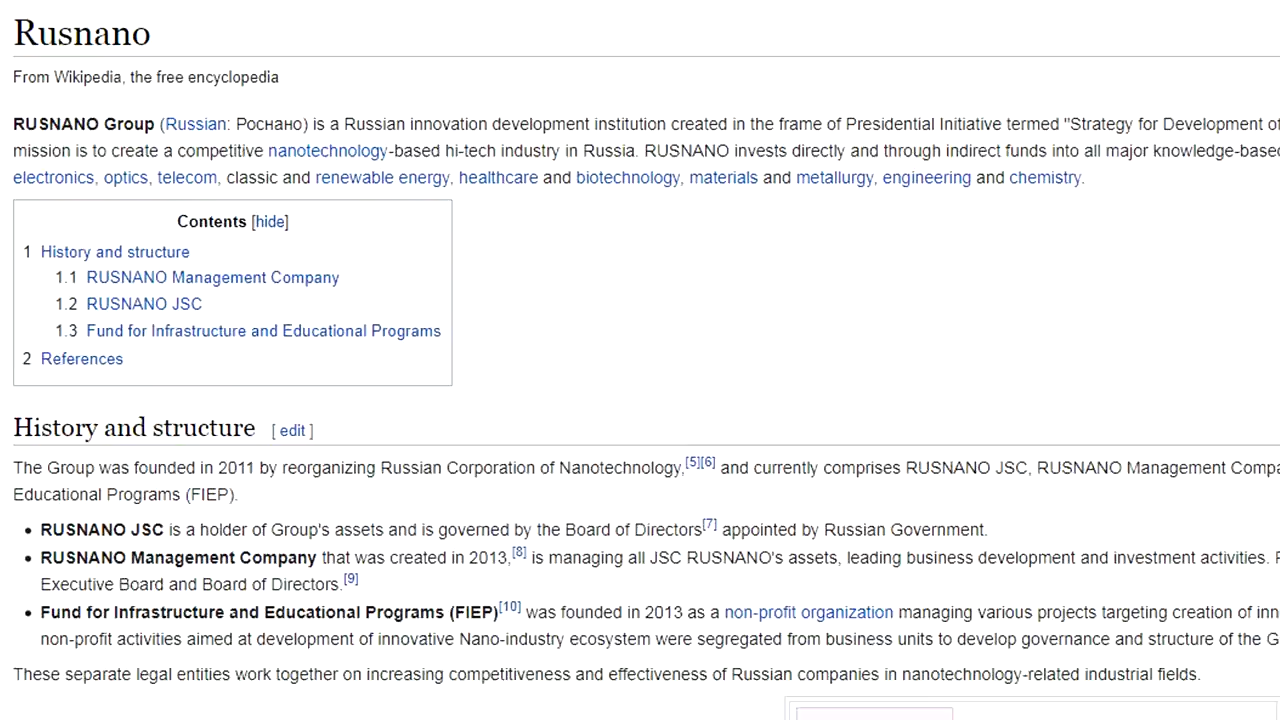 Rusnano
From Wikipedia, the free encyclopedia
RUSNANO Group (Russian: Роснано) is a Russian innovation development institution created in the frame of Presidential Initiative termed "Strategy for Development of
mission is to create a competitive nanotechnology-based hi-tech industry in Russia. RUSNANO invests directly and through indirect funds into all major knowledge-based
electronics, optics, telecom, classic and renewable energy, healthcare and biotechnology, materials and metallurgy, engineering and chemistry.
Contents [hide]
1 History and structure
1.1 RUSNANO Management Company
1.2 RUSNANO JSC
1.3 Fund for Infrastructure and Educational Programs
2 References
History and structure [ edit ]
The Group was founded in 2011 by reorganizing Russian Corporation of Nanotechnology,[5][6] and currently comprises RUSNANO JSC, RUSNANO Management
Educational Programs (FIEP).
• RUSNANO JSC is a holder of Group's assets and is governed by the Board of Directors[7] appointed by Russian Government.
• RUSNANO Management Company that was created in 2013,[8] is managing all JSC RUSNANO's assets, leading business development and investment activities.
Executive Board and Board of Directors.[9]
• Fund for Infrastructure and Educational Programs (FIEP)[10] was founded in 2013 as a non-profit organization managing various projects targeting creation of
non-profit activities aimed at development of innovative Nano-industry ecosystem were segregated from business units to develop governance and structure of the
These separate legal entities work together on increasing competitiveness and effectiveness of Russian companies in nanotechnology-related industrial fields.